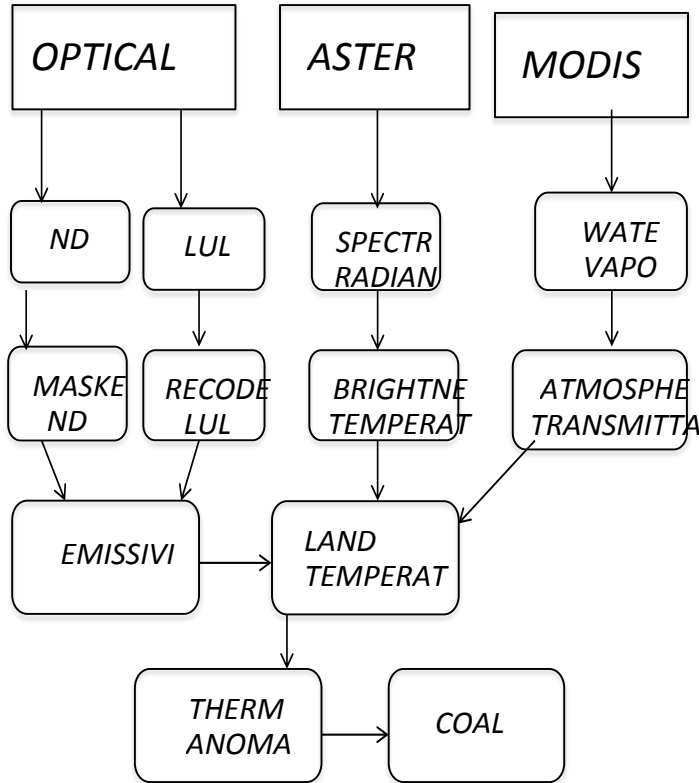 OPTICAL
ASTER
MODIS
ND
LUL
SPECTR
RADIAN
WATE
VAPO
MASKE
ND
RECODE
LUL
BRIGHTNE
TEMPERAT
ATMOSPHE
TRANSMITTA
EMISSIVI
LAND
TEMPERAT
THERM
ANOMA
COAL